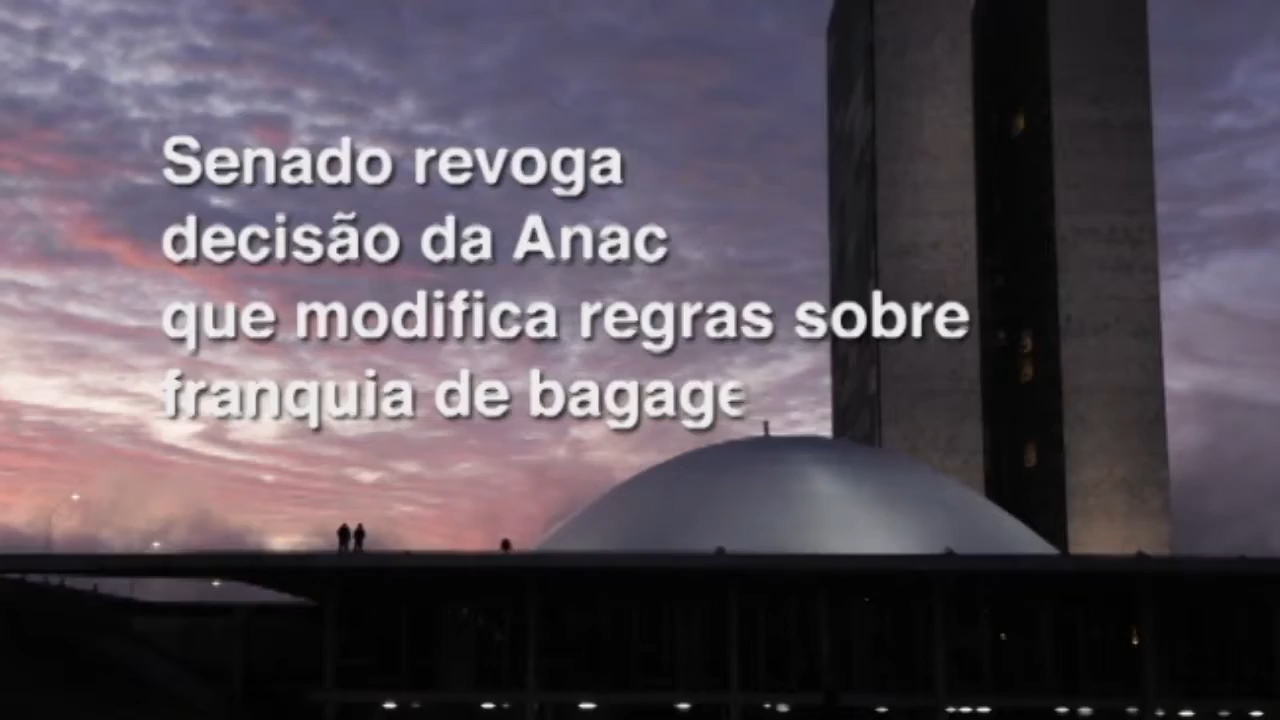 Senado revoga
decisão da Anac
que modifica regras sobre
franquia de bagage